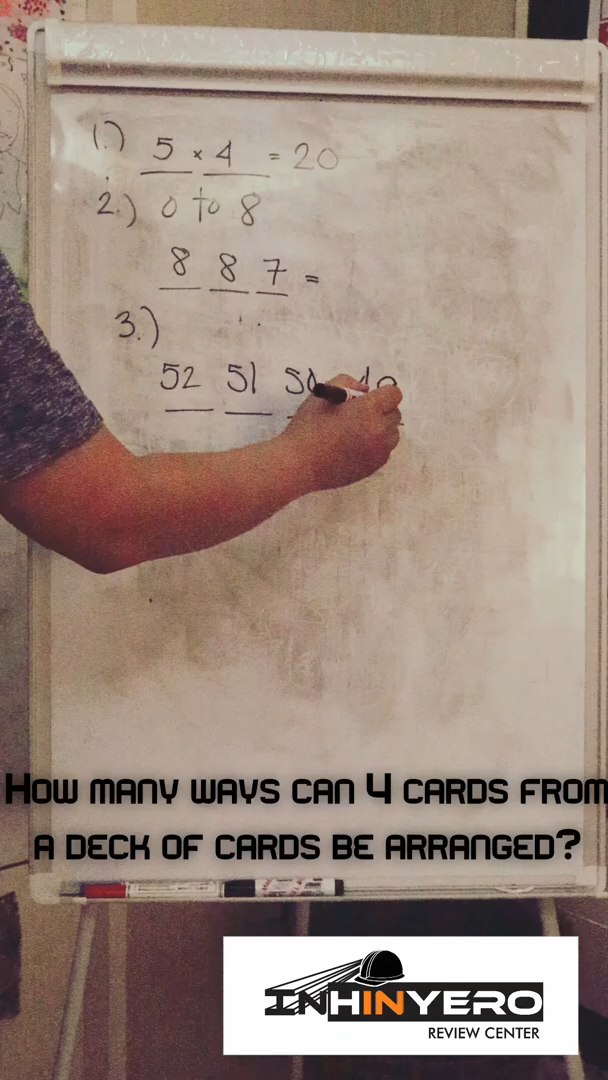 1.) 5 × 4 = 20
2.) 0 to 8
8 8 7 =
3.)
52 51
How many ways can 4 cards from
a deck of cards be arranged?
INHINYERO
REVIEW CENTER